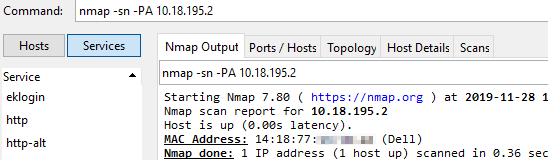 Command: nmap -sn -PA 10.18.195.2
Hosts Services
Nmap Output Ports / Hosts Topology Host Details Scans
Service
nmap -sn -PA 10.18.195.2
eklogin
http
http-alt
Starting Nmap 7.80 ( https://nmap.org ) at 2019-11-28 1
Nmap scan report for 10.18.195.2
Host is up (0.00s latency).
MAC Address: 14:18:77: (Dell)
Nmap done: 1 IP address (1 host up) scanned in 0.36 sec